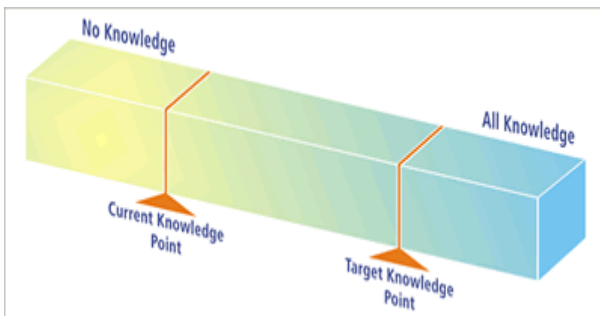 No Knowledge
All Knowledge
Current Knowledge
Point
Target Knowledge
Point